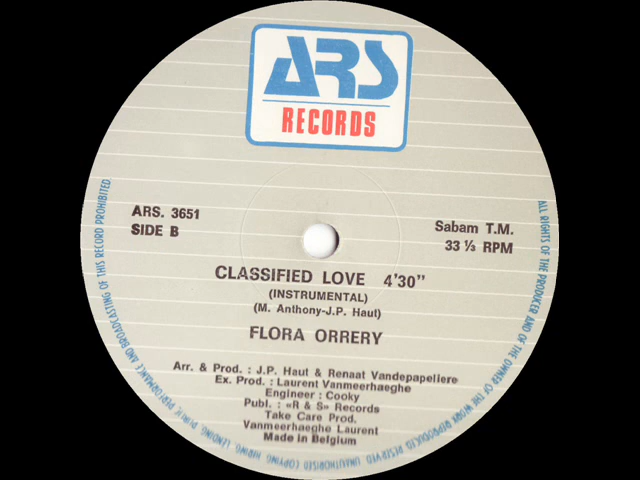 ARS
RECORDS
ARS. 3651
SIDE B
Sabam T.M.
33 ⅓ RPM
CLASSIFIED LOVE 4'30"
(INSTRUMENTAL)
(M. Anthony-J.P. Haut)
FLORA ORRERY
Arr. & Prod. : J.P. Haut & Renaat Vandepapeliere
Ex. Prod. : Laurent Vanmeerhaeghe
Engineer : Cooky
Publ. : «R & S» Records
Take Care Prod.
Vanmeerhaeghe Laurent
Made in Belgium
ALL RIGHTS OF THE PRODUCER AND OF THE OWNER OF THE WORK REPRODUCED RESERVED. UNAUTHORISED COPYING, HIRING, LENDING, PUBLIC PERFORMANCE AND BROADCASTING OF THIS RECORD PROHIBITED.